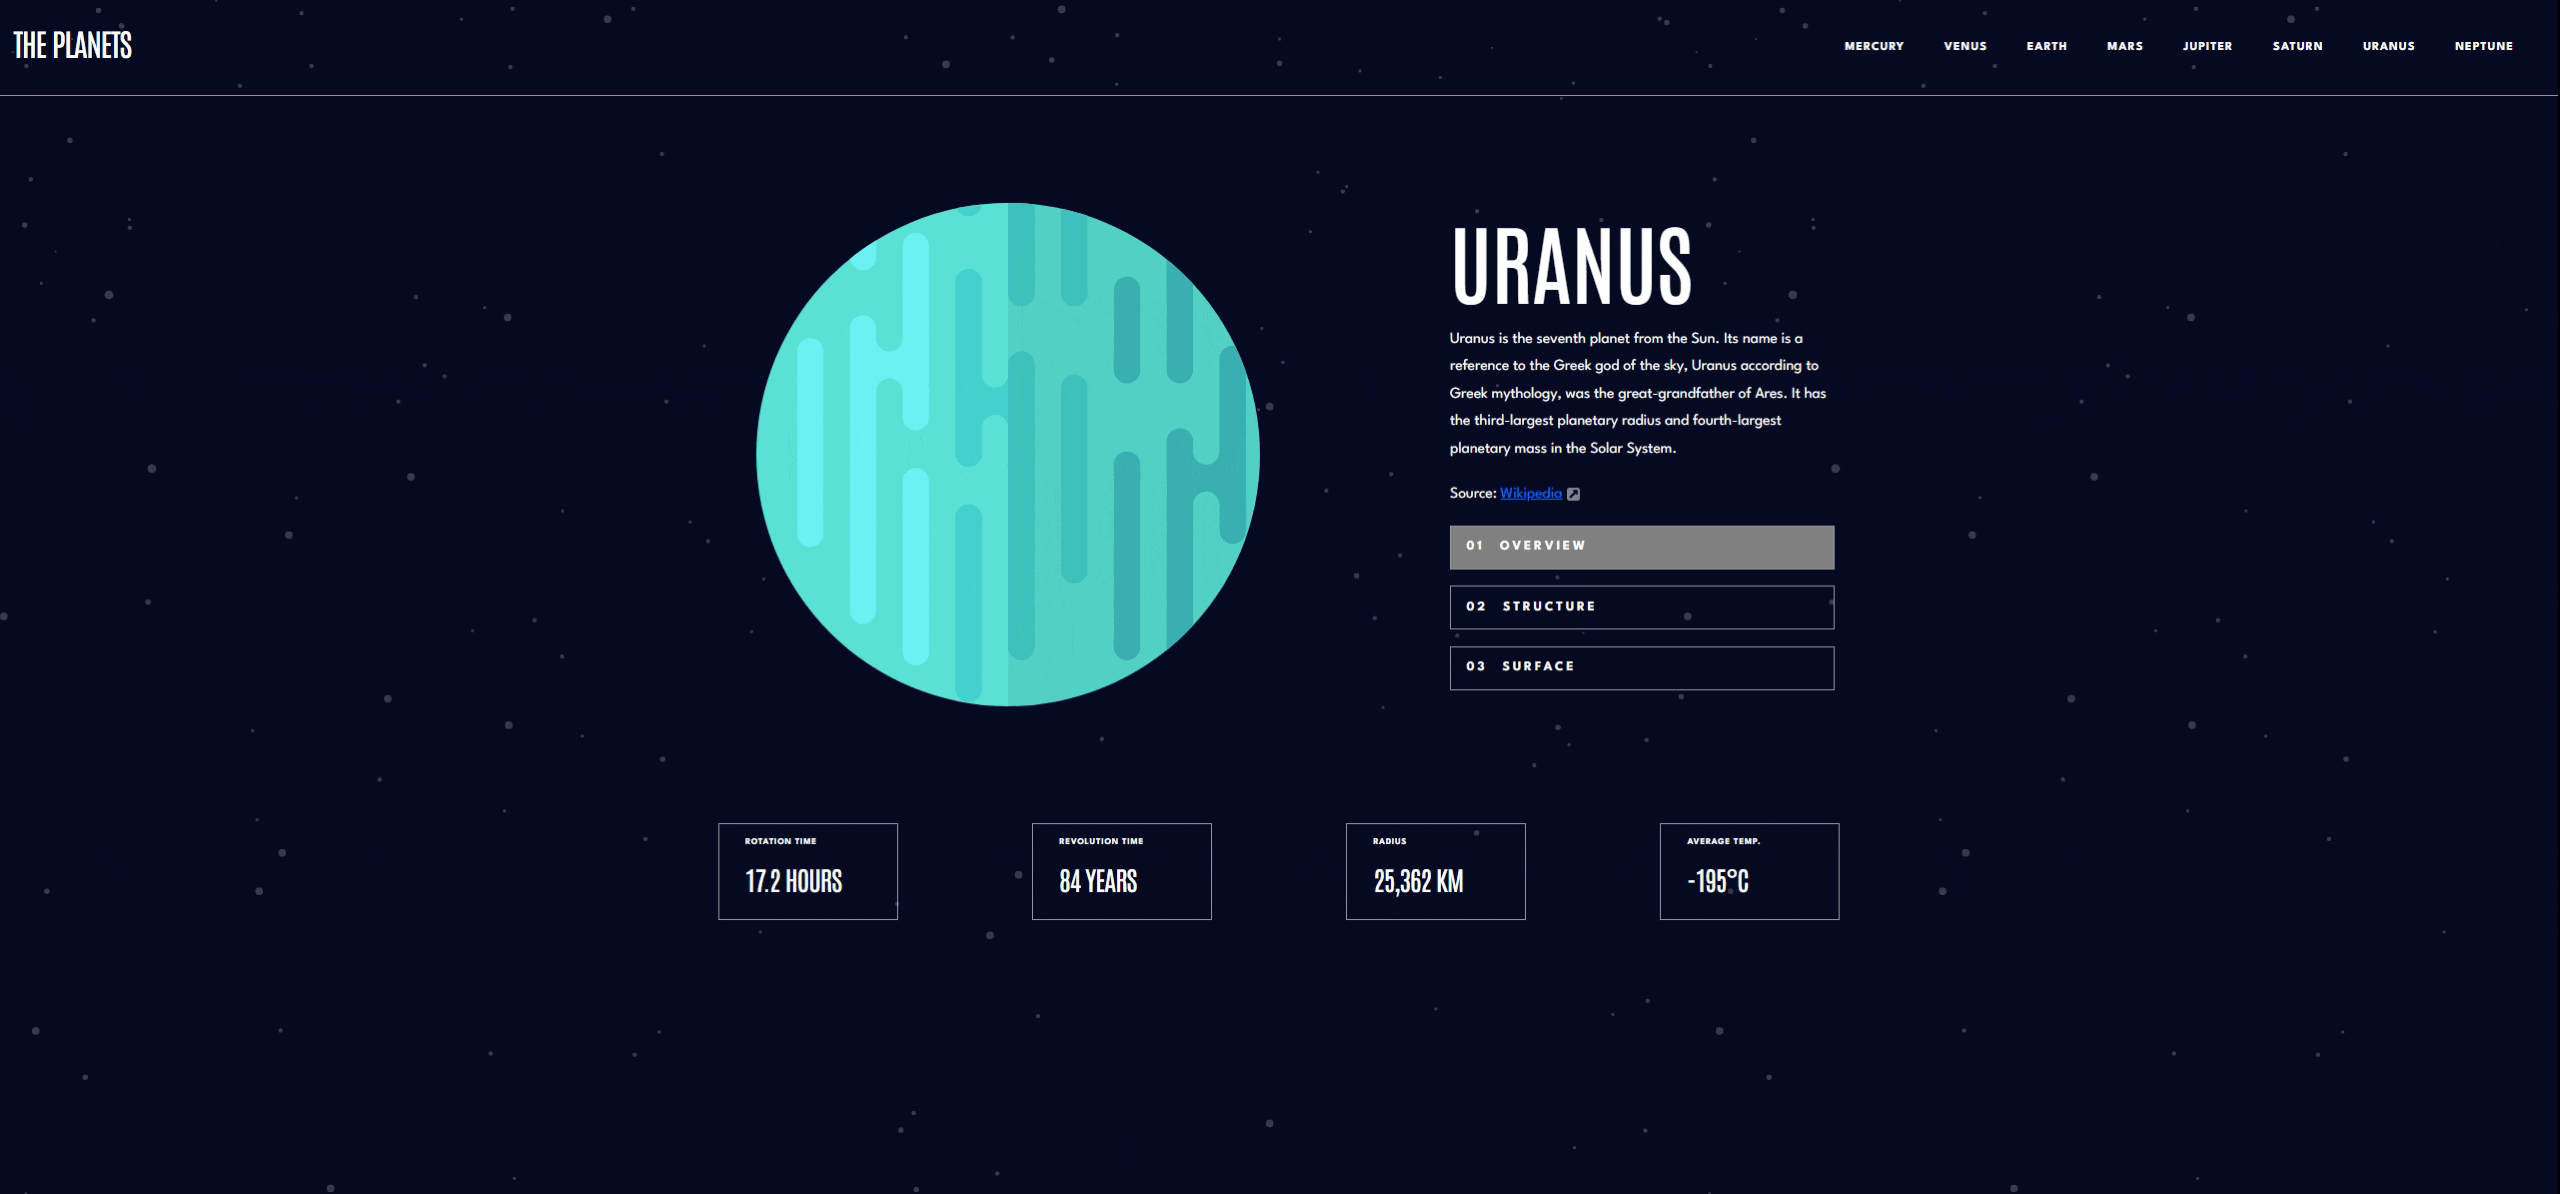 THE PLANETS
MERCURY VENUS EARTH MARS JUPITER SATURN URANUS NEPTUNE
URANUS
Uranus is the seventh planet from the Sun. Its name is a
reference to the Greek god of the sky, Uranus according to
Greek mythology, was the great-grandfather of Ares. It has
the third-largest planetary radius and fourth-largest
planetary mass in the Solar System.
Source: Wikipedia
01 OVERVIEW
02 STRUCTURE
03 SURFACE
ROTATION TIME
17.2 HOURS
REVOLUTION TIME
84 YEARS
RADIUS
25,362 KM
AVERAGE TEMP.
-195°C